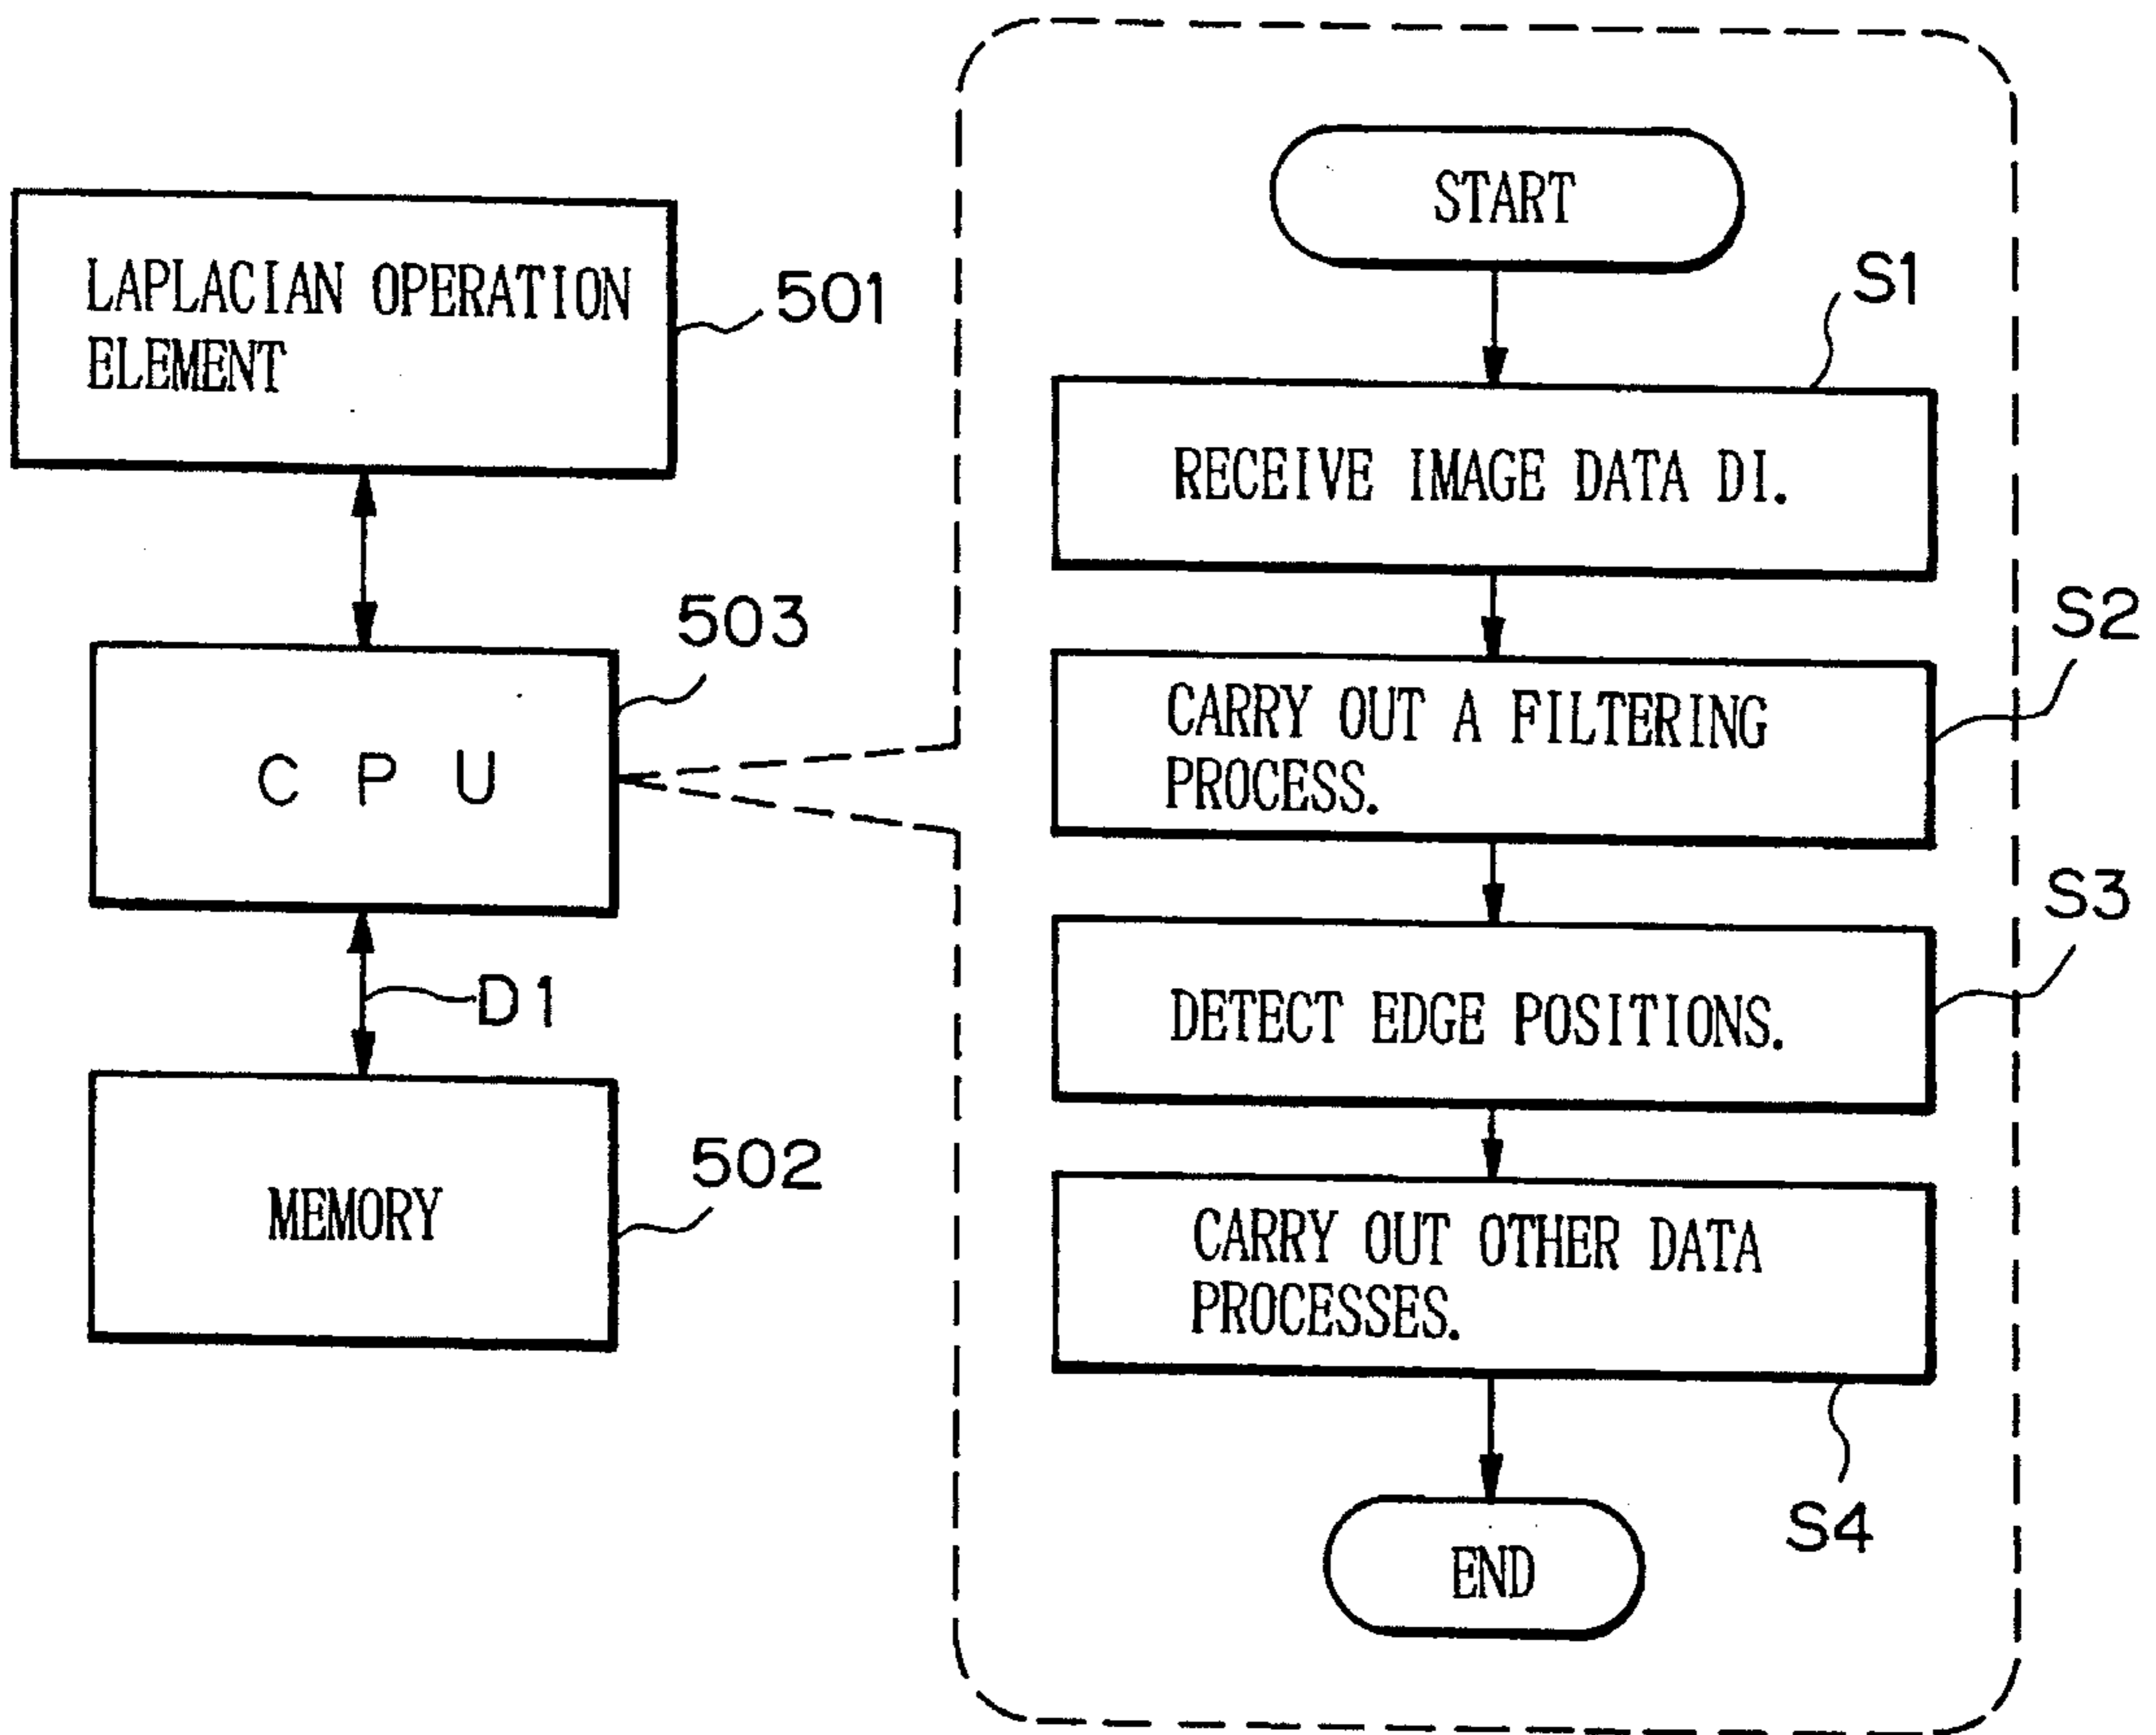 LAPLACIAN OPERATION
ELEMENT
501
503
C P U
D1
MEMORY
502
START
S1
RECEIVE IMAGE DATA DI.
S2
CARRY OUT A FILTERING
PROCESS.
S3
DETECT EDGE POSITIONS.
CARRY OUT OTHER DATA
PROCESSES.
S4
END